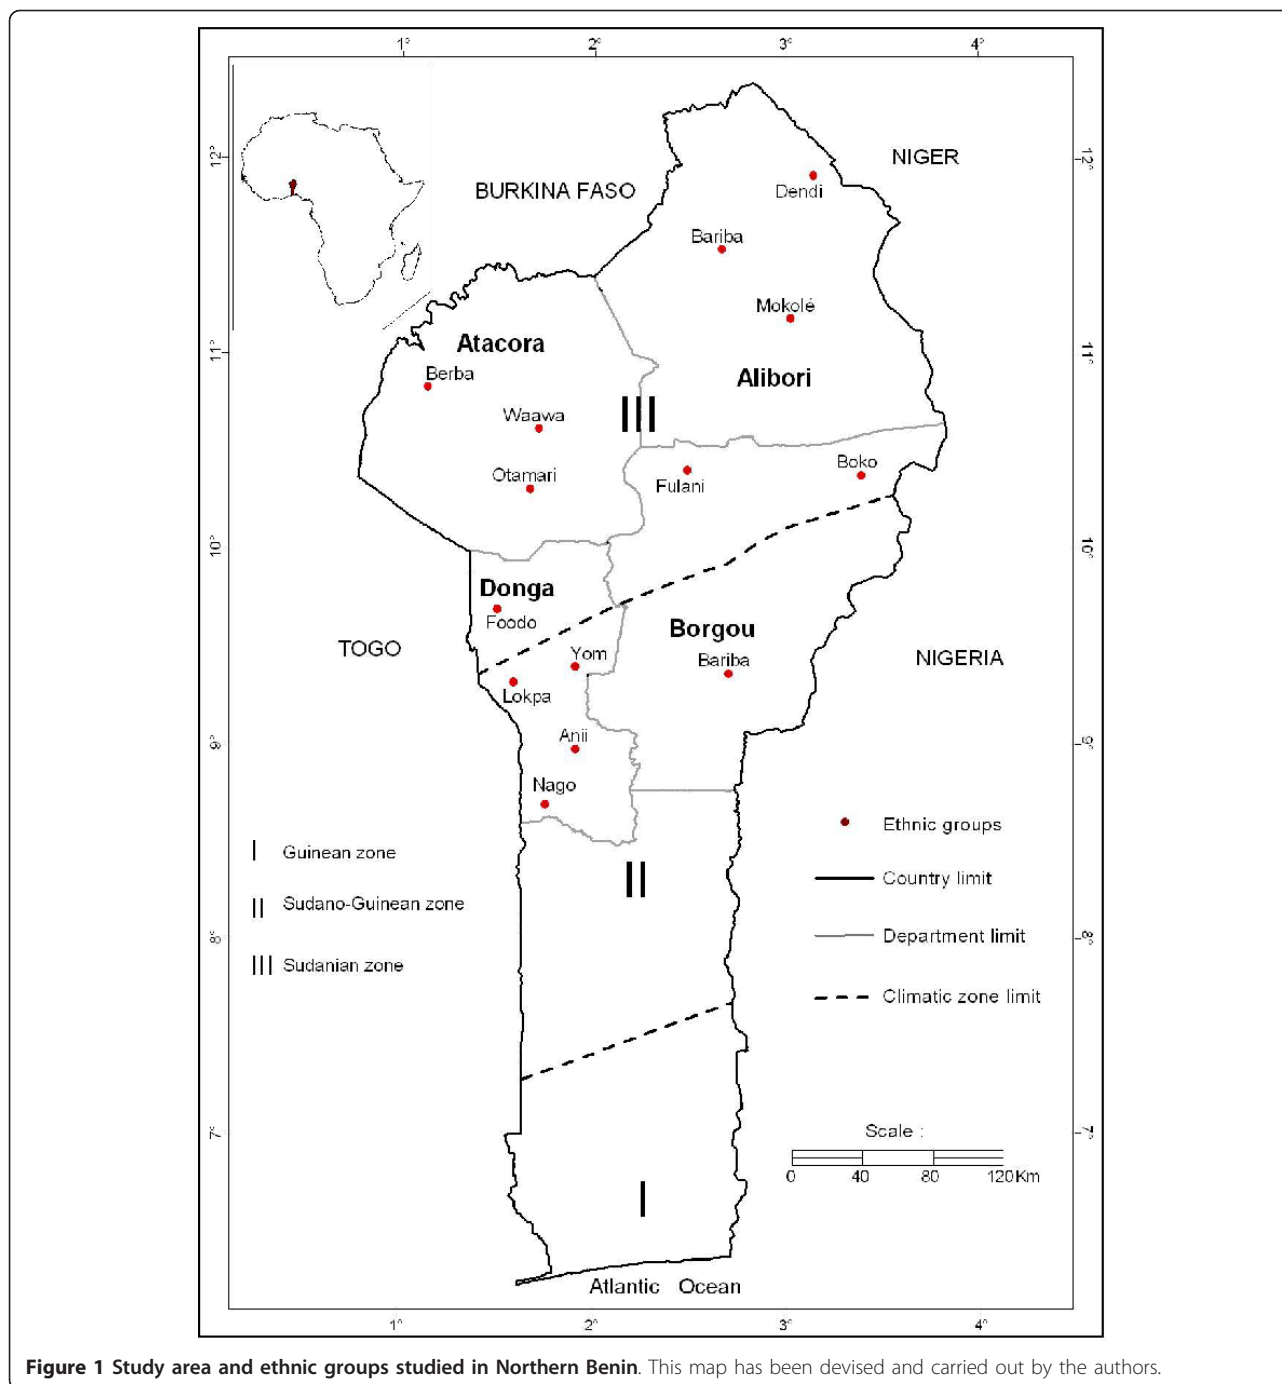 1° 2° 3° 4°
12° 12°
NIGER
BURKINA FASO
Dendi
Bariba
Mokolé
11° 11°
Atacora
Alibori
Berba
Waawa
III
Otamari
Fulani
Boko
10° 10°
Donga
Foodo
Borgou
TOGO
Yom
Bariba
NIGERIA
Lokpa
Anii
9° 9°
Nago
Ethnic groups
Country limit
Department limit
Climatic zone limit
I Guinean zone
II Sudano-Guinean zone
III Sudanian zone
II
8° 8°
7° 7°
Scale :
0 40 80 120 Km
I
Atlantic Ocean
1° 2° 3° 4°
Figure 1 Study area and ethnic groups studied in Northern Benin. This map has been devised and carried out by the authors.